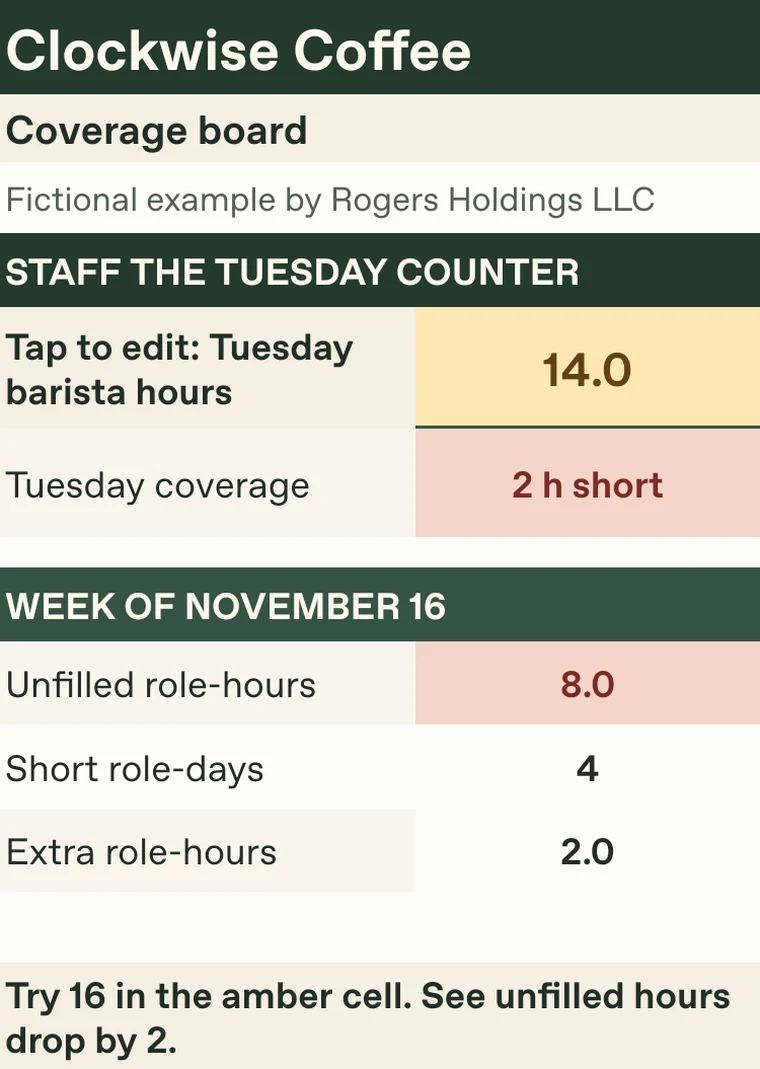 Clockwise Coffee
Coverage board
Fictional example by Rogers Holdings LLC
STAFF THE TUESDAY COUNTER
Tap to edit: Tuesday
barista hours
14.0
Tuesday coverage
2 h short
WEEK OF NOVEMBER 16
Unfilled role-hours
8.0
Short role-days
4
Extra role-hours
2.0
Try 16 in the amber cell. See unfilled hours
drop by 2.